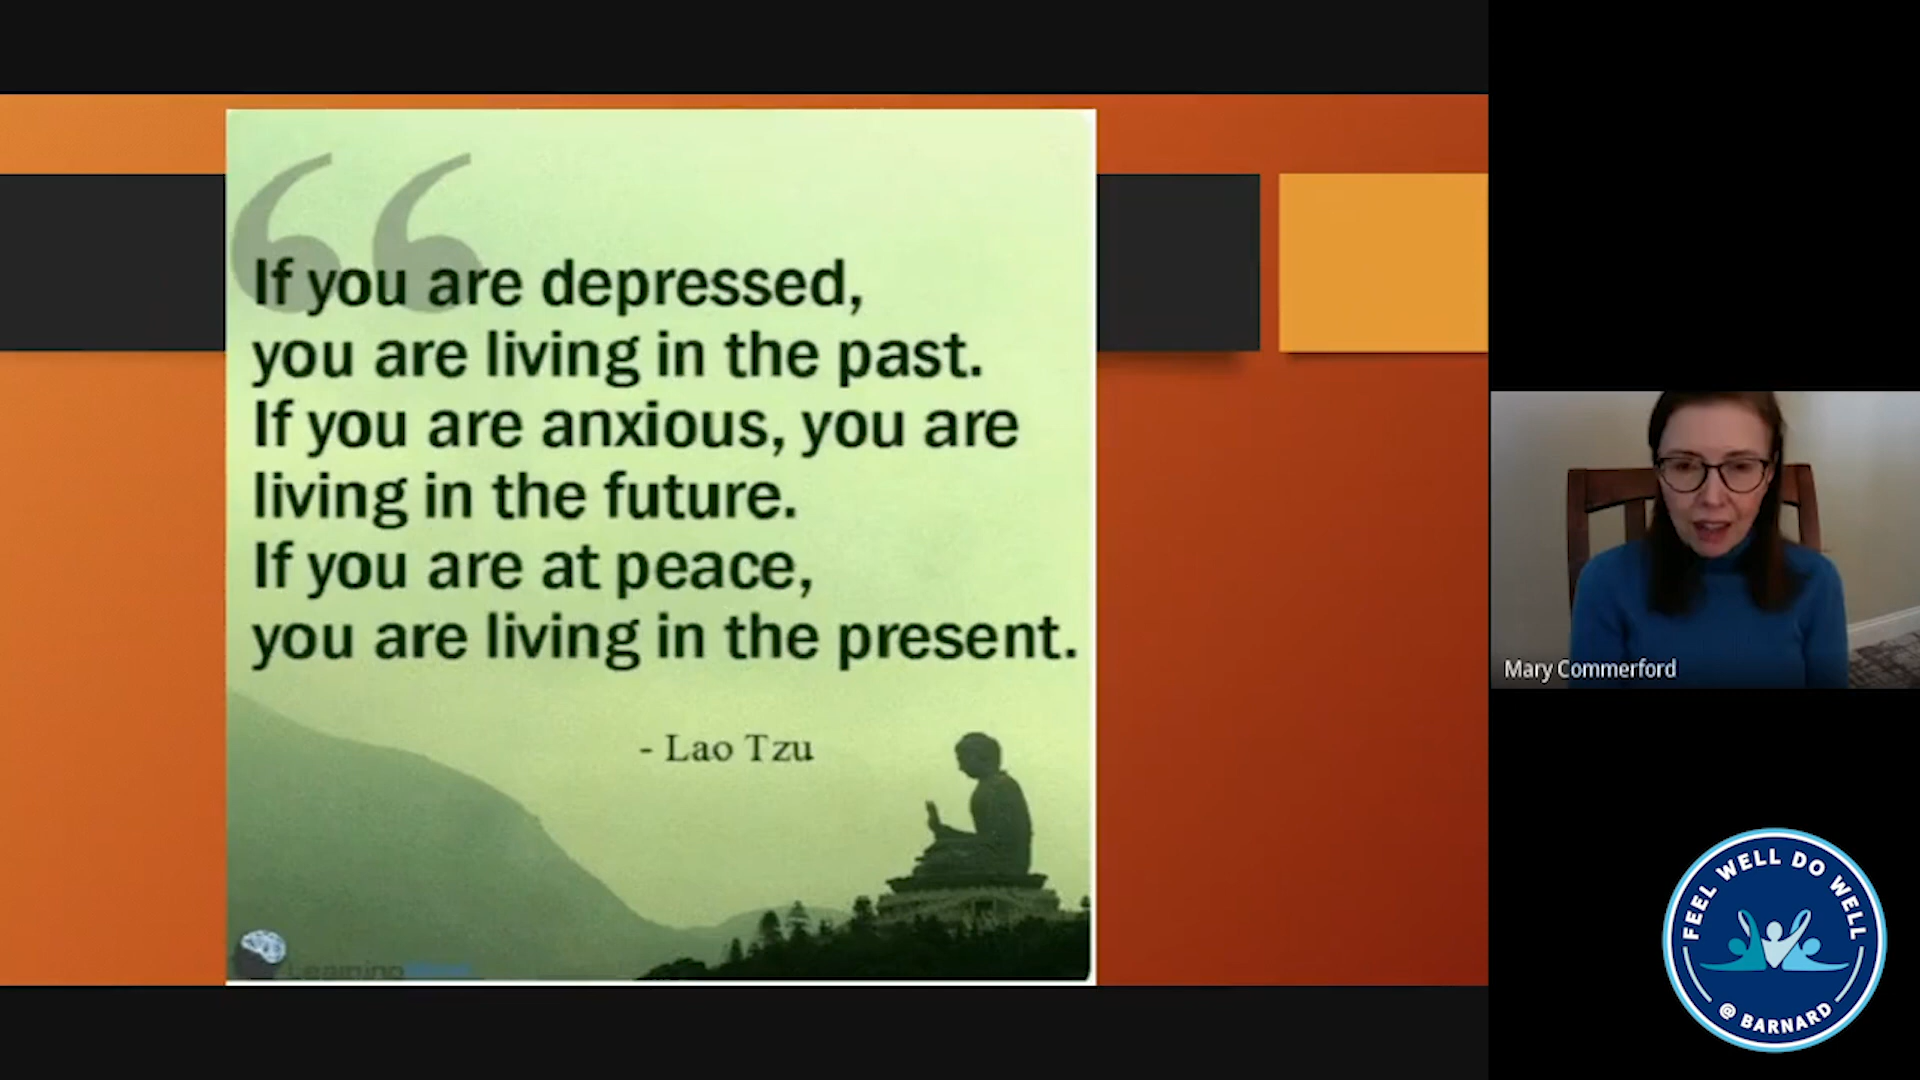 If you are depressed,
you are living in the past.
If you are anxious, you are
living in the future.
If you are at peace,
you are living in the present.
- Lao Tzu
Learning
Mary Commerford
FEEL WELL DO WELL
@ BARNARD